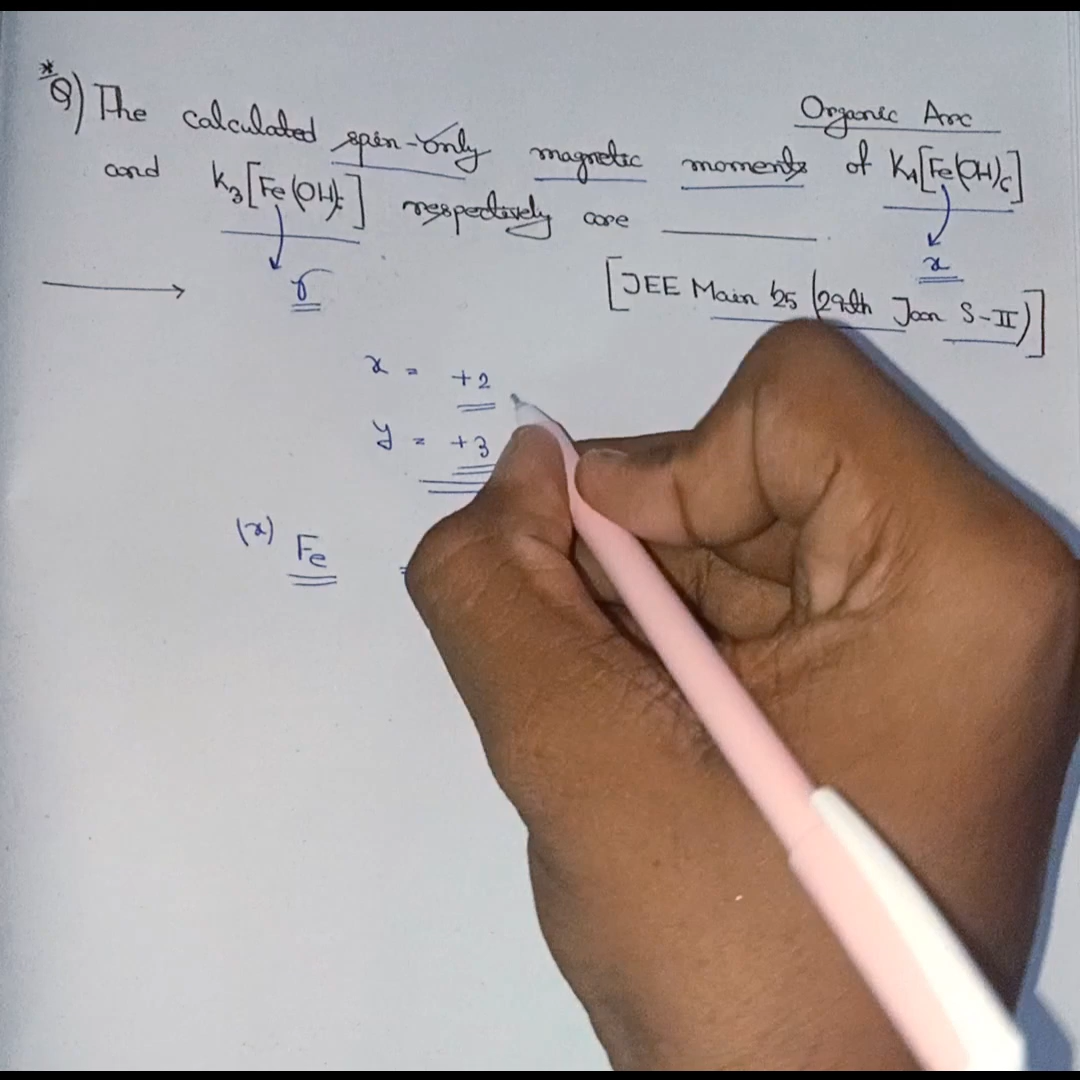 Organic Arc
*Q) The calculated spin-only magnetic moments of K4[Fe(OH)6]
and K3[Fe(OH)6] respectively are ________
x
γ
[JEE Main '25 (29th Jan S-II)]
x = +2
y = +3
(x) Fe =